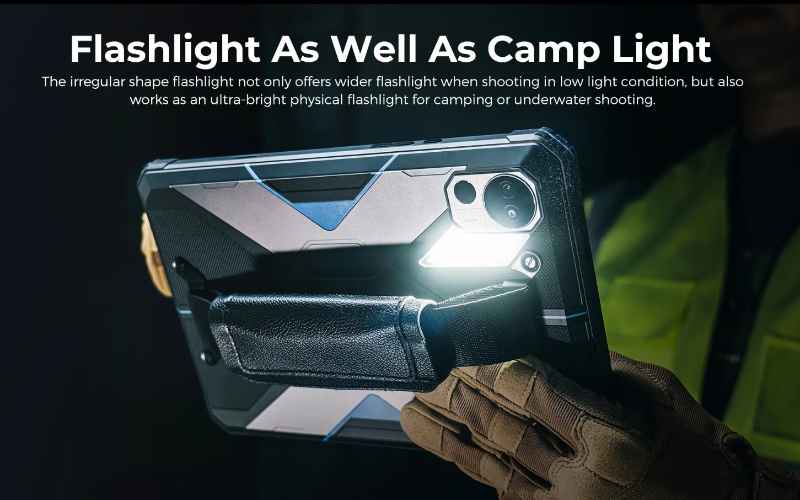 Flashlight As Well As Camp Light
The irregular shape flashlight not only offers wider flashlight when shooting in low light condition, but also
works as an ultra-bright physical flashlight for camping or underwater shooting.